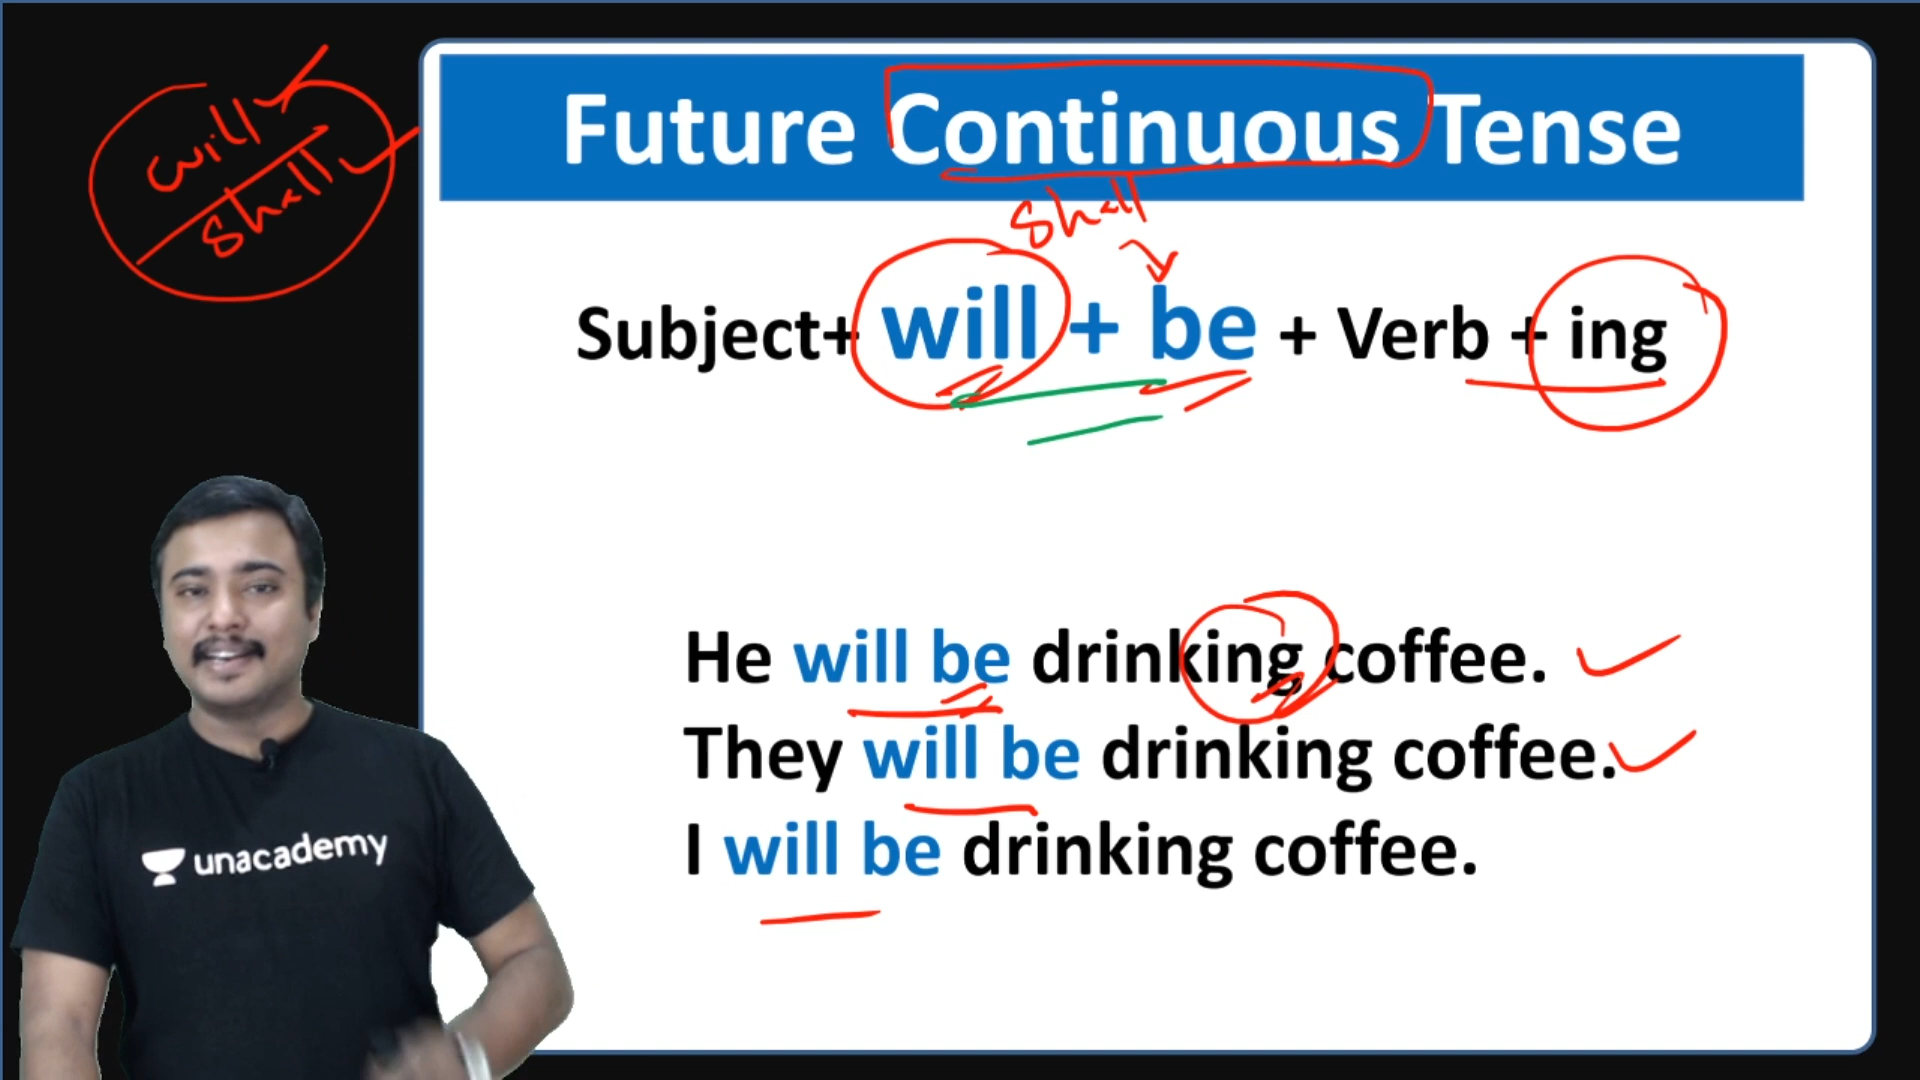 will
shall
Future Continuous Tense
shall
Subject+ will + be + Verb + ing
He will be drinking coffee.
They will be drinking coffee.
I will be drinking coffee.
unacademy